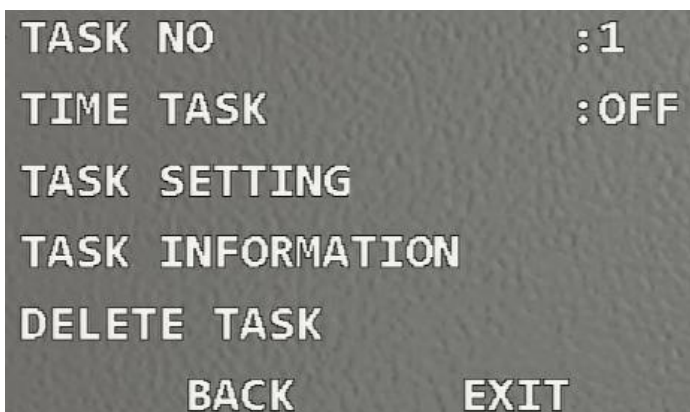 TASK NO :1
TIME TASK :OFF
TASK SETTING
TASK INFORMATION
DELETE TASK
BACK EXIT